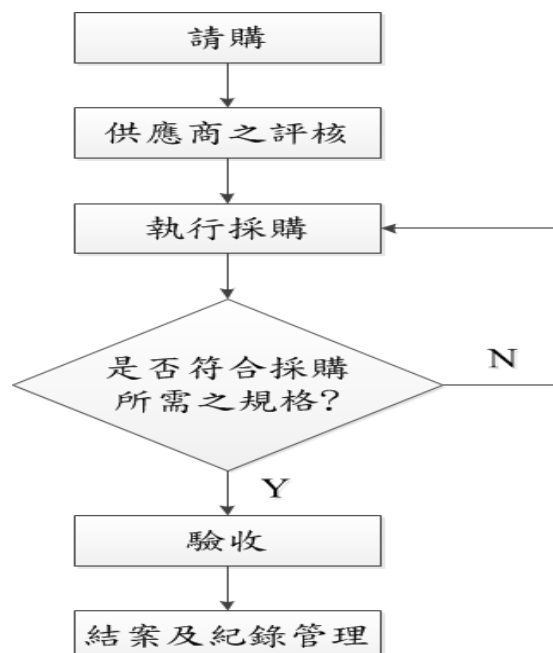 請購
供應商之評核
執行採購
是否符合採購
所需之規格?
N
Y
驗收
結案及紀錄管理